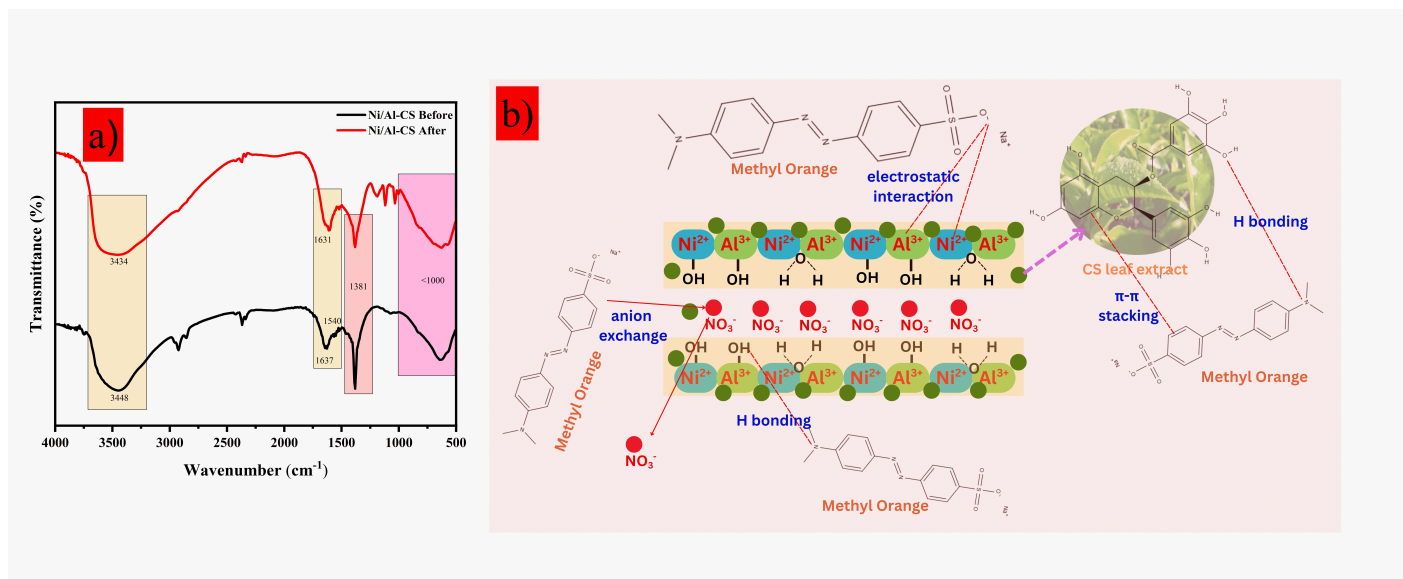 a)
Ni/Al-CS Before
Ni/Al-CS After
Transmittance (%)
3434
3448
1631
1540
1637
1381
<1000
4000 3500 3000 2500 2000 1500 1000 500
Wavenumber (cm⁻¹)
b)
N N N S O O O⁻ Na⁺
Methyl Orange
electrostatic
interaction
Ni²⁺ Al³⁺ Ni²⁺ Al³⁺ Ni²⁺ Al³⁺ Ni²⁺ Al³⁺
OH OH H O H OH OH H O H
NO₃⁻ NO₃⁻ NO₃⁻ NO₃⁻ NO₃⁻ NO₃⁻
OH OH H O H OH OH H O H
Ni²⁺ Al³⁺ Ni²⁺ Al³⁺ Ni²⁺ Al³⁺ Ni²⁺ Al³⁺
anion
exchange
Methyl Orange
NO₃⁻
H bonding
Methyl Orange
CS leaf extract
H bonding
π-π
stacking
Methyl Orange